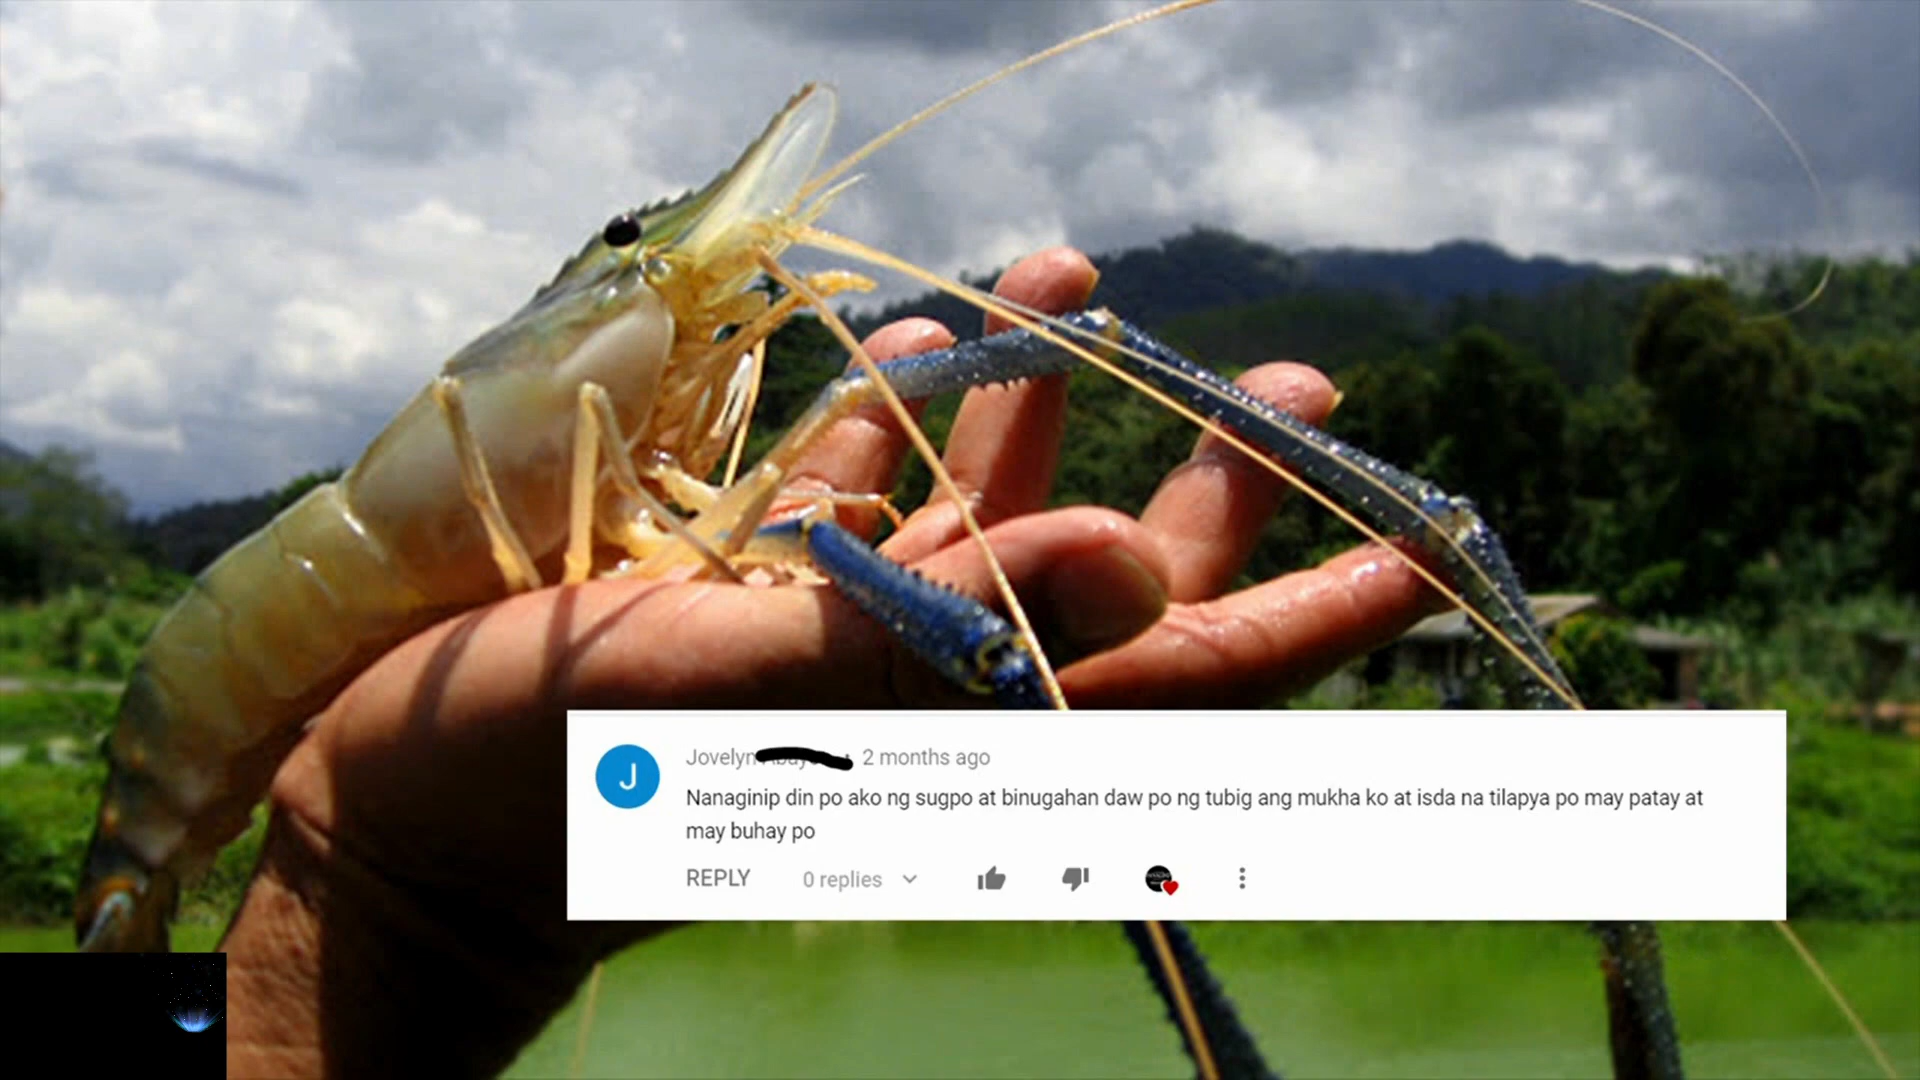 J
Jovelyn 2 months ago
Nanaginip din po ako ng sugpo at binugahan daw po ng tubig ang mukha ko at isda na tilapya po may patay at
may buhay po
REPLY 0 replies